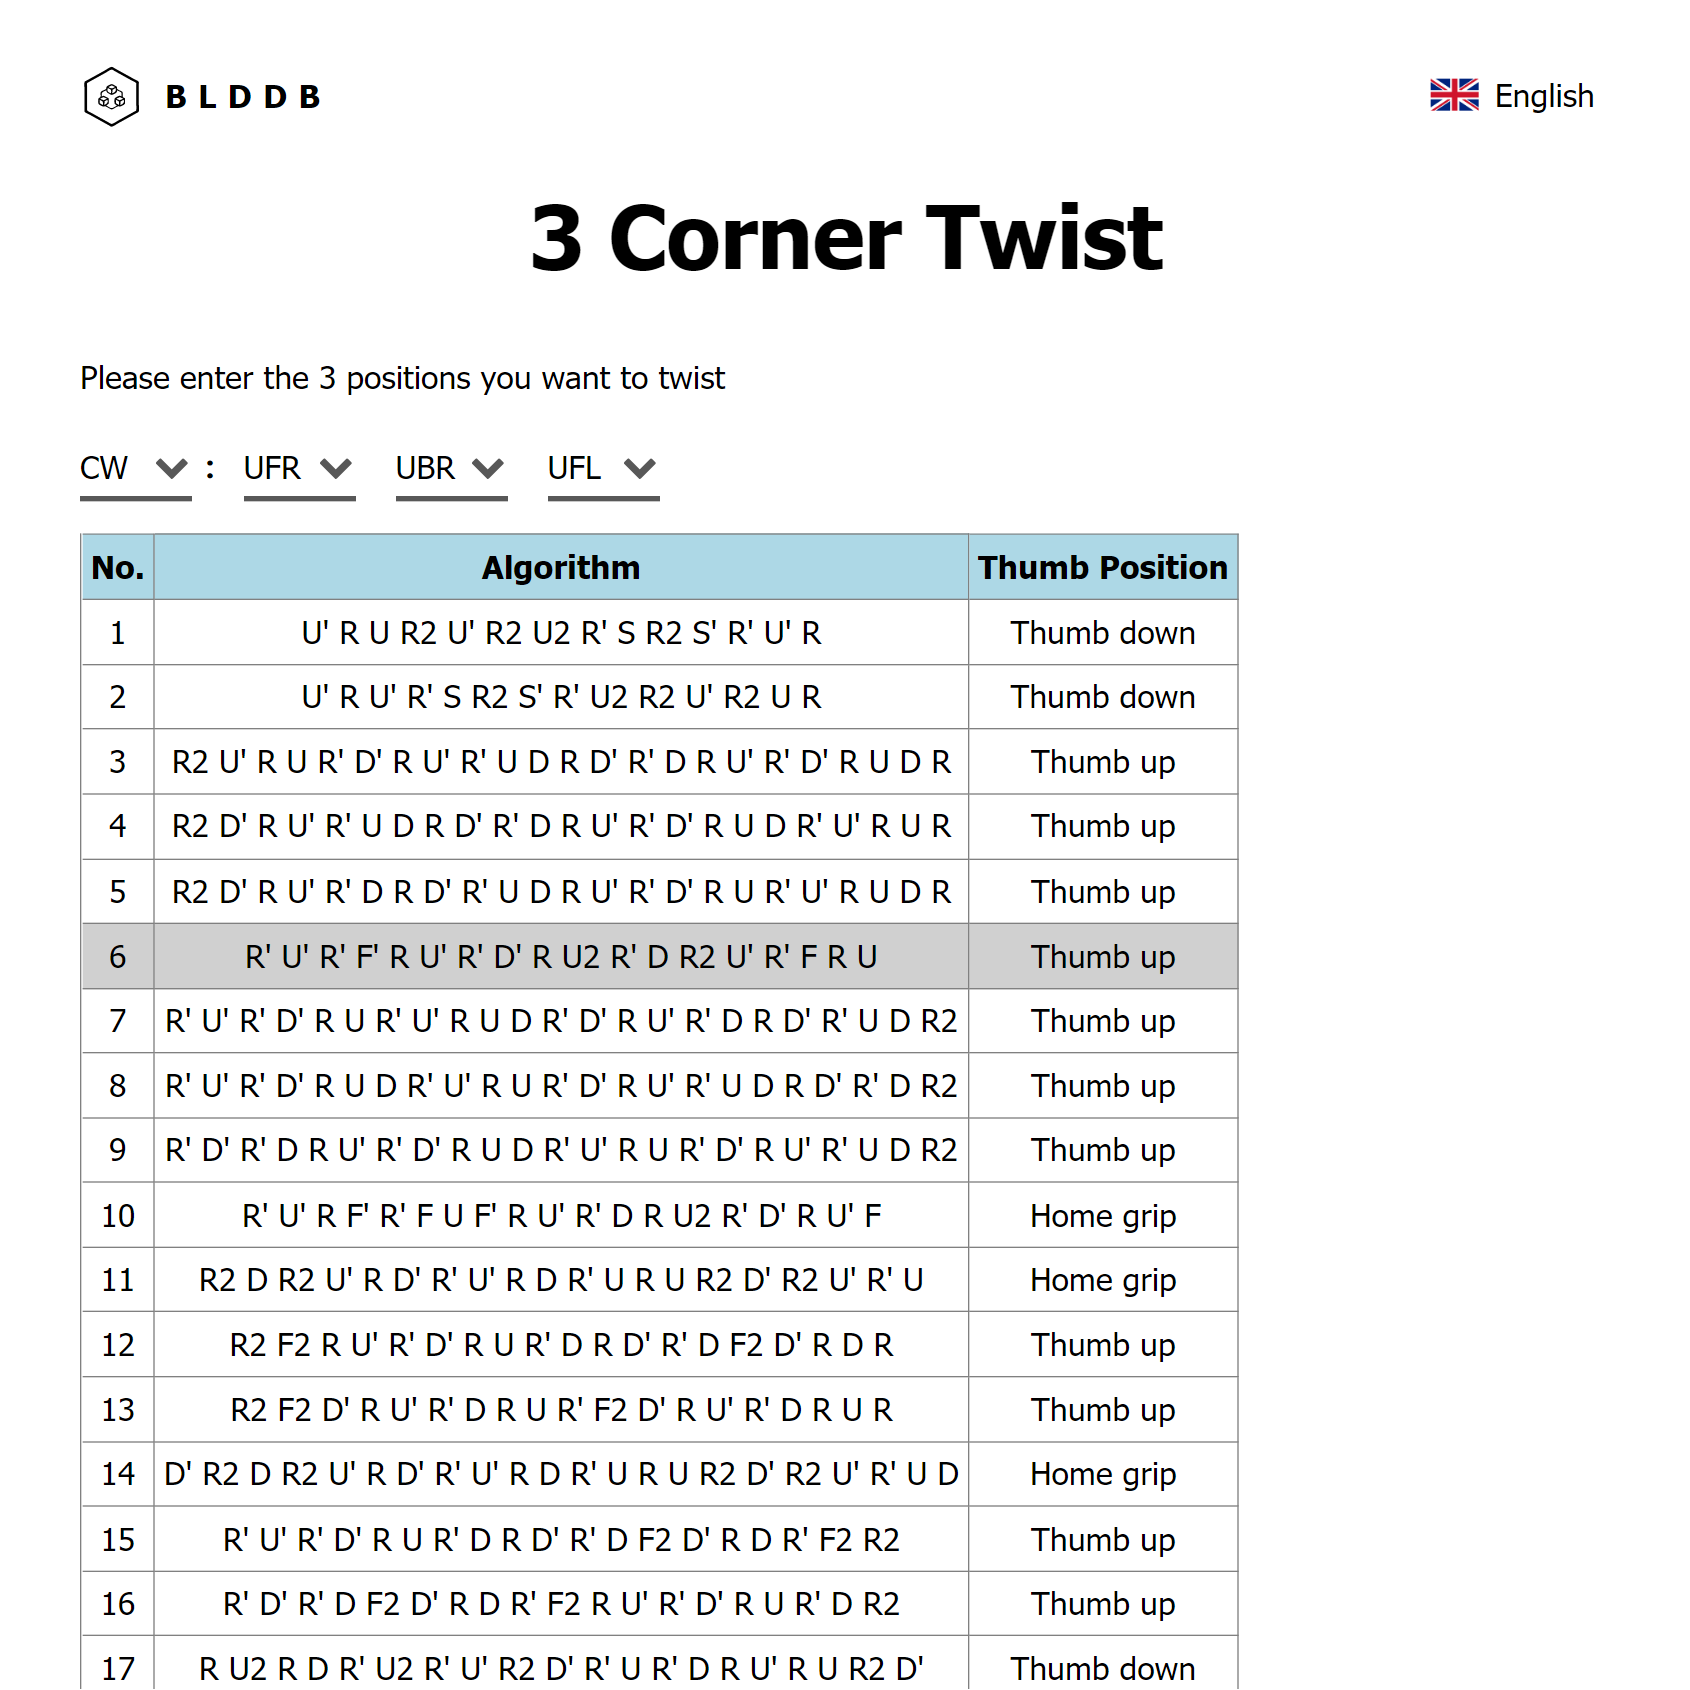 BLDDB English
3 Corner Twist
Please enter the 3 positions you want to twist
CW : UFR UBR UFL
No. Algorithm Thumb Position
1 U' R U R2 U' R2 U2 R' S R2 S' R' U' R Thumb down
2 U' R U' R' S R2 S' R' U2 R2 U' R2 U R Thumb down
3 R2 U' R U R' D' R U' R' U D R D' R' D R U' R' D' R U D R Thumb up
4 R2 D' R U' R' U D R D' R' D R U' R' D' R U D R' U' R U R Thumb up
5 R2 D' R U' R' D R D' R' U D R U' R' D' R U R' U' R U D R Thumb up
6 R' U' R' F' R U' R' D' R U2 R' D R2 U' R' F R U Thumb up
7 R' U' R' D' R U R' U' R U D R' D' R U' R' D R D' R' U D R2 Thumb up
8 R' U' R' D' R U D R' U' R U R' D' R U' R' U D R D' R' D R2 Thumb up
9 R' D' R' D R U' R' D' R U D R' U' R U R' D' R U' R' U D R2 Thumb up
10 R' U' R F' R' F U F' R U' R' D R U2 R' D' R U' F Home grip
11 R2 D R2 U' R D' R' U' R D R' U R U R2 D' R2 U' R' U Home grip
12 R2 F2 R U' R' D' R U R' D R D' R' D F2 D' R D R Thumb up
13 R2 F2 D' R U' R' D R U R' F2 D' R U' R' D R U R Thumb up
14 D' R2 D R2 U' R D' R' U' R D R' U R U R2 D' R2 U' R' U D Home grip
15 R' U' R' D' R U R' D R D' R' D F2 D' R D R' F2 R2 Thumb up
16 R' D' R' D F2 D' R D R' F2 R U' R' D' R U R' D R2 Thumb up
17 R U2 R D R' U2 R' U' R2 D' R' U R' D R U' R U R2 D' Thumb down